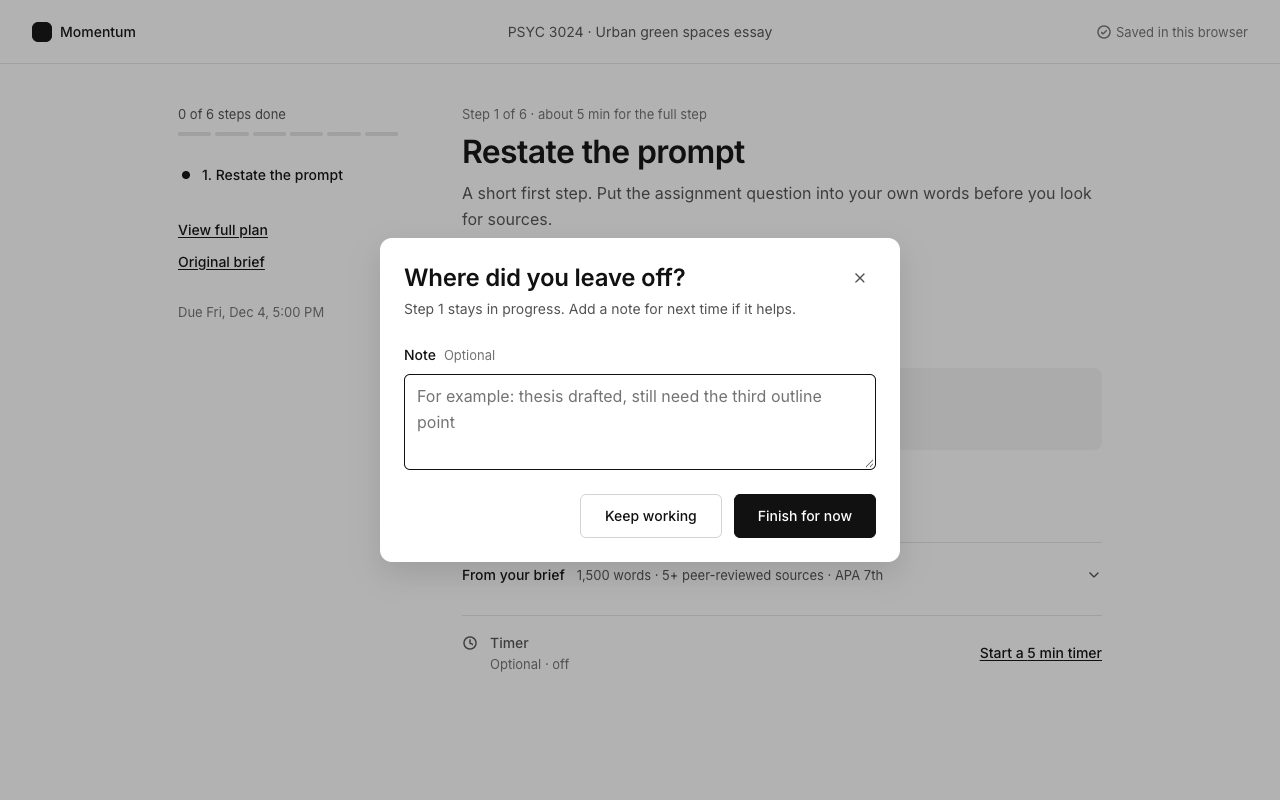 Momentum
PSYC 3024 · Urban green spaces essay
Saved in this browser
0 of 6 steps done
1. Restate the prompt
View full plan
Original brief
Due Fri, Dec 4, 5:00 PM
Step 1 of 6 · about 5 min for the full step
Restate the prompt
A short first step. Put the assignment question into your own words before you look
for sources.
Where did you leave off?
Step 1 stays in progress. Add a note for next time if it helps.
Note Optional
For example: thesis drafted, still need the third outline
point
Keep working
Finish for now
From your brief 1,500 words · 5+ peer-reviewed sources · APA 7th
Timer
Optional · off
Start a 5 min timer